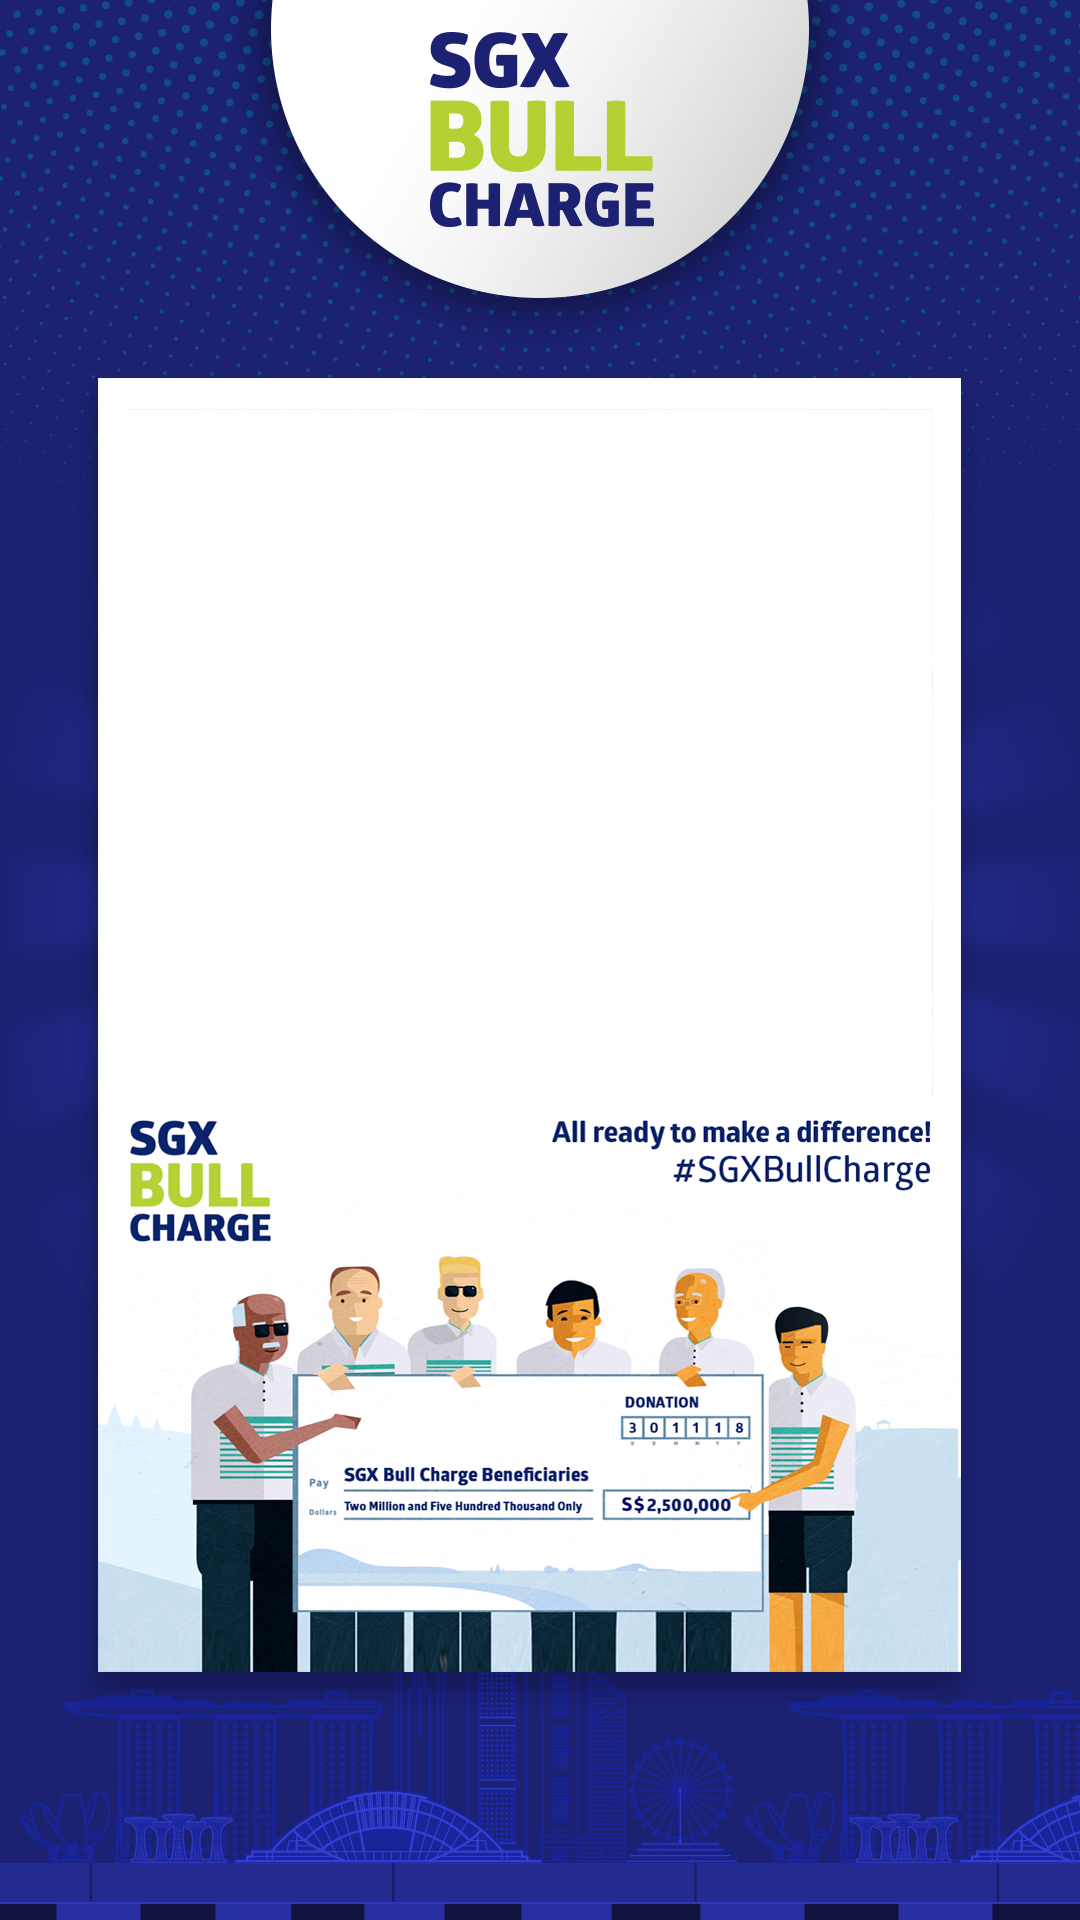 SGX
BULL
CHARGE
SGX
BULL
CHARGE
All ready to make a difference!
#SGXBullCharge
DONATION
3 0 1 1 1 8
D D M M Y Y
Pay SGX Bull Charge Beneficiaries
Dollars Two Million and Five Hundred Thousand Only S$2,500,000